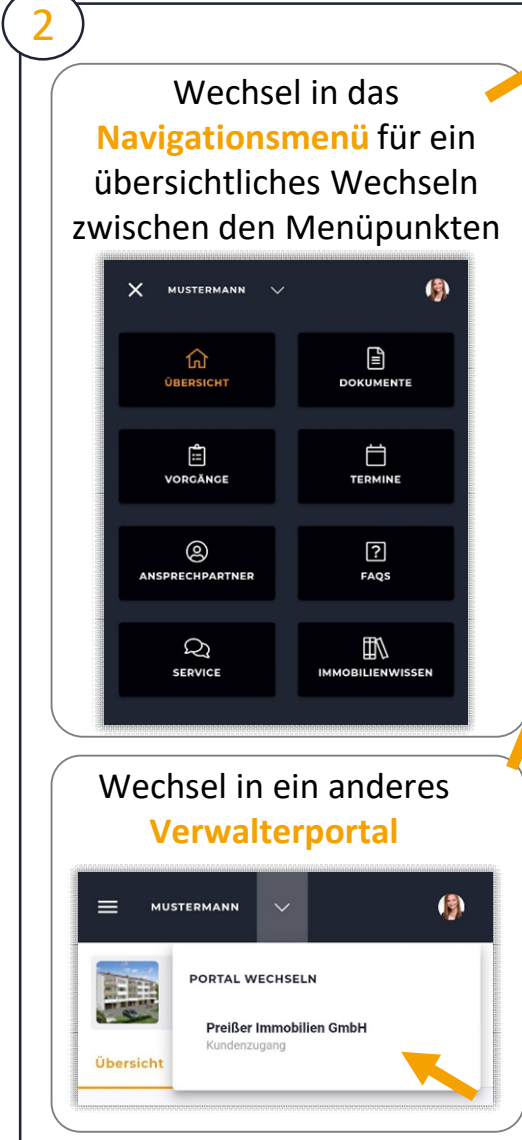 2
Wechsel in das
Navigationsmenü für ein
übersichtliches Wechseln
zwischen den Menüpunkten
MUSTERMANN
ÜBERSICHT
DOKUMENTE
VORGÄNGE
TERMINE
ANSPRECHPARTNER
FAQS
SERVICE
IMMOBILIENWISSEN
Wechsel in ein anderes
Verwalterportal
MUSTERMANN
PORTAL WECHSELN
Preißer Immobilien GmbH
Kundenzugang
Übersicht